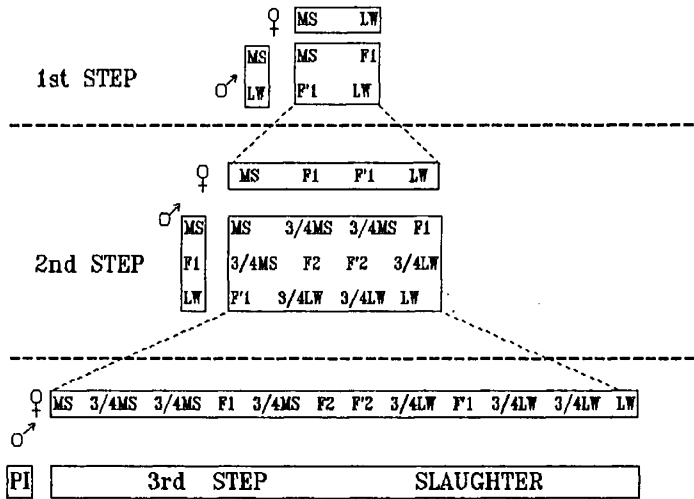 ♀ MS LW
MS MS F1
1st STEP
♂ LW F'1 LW
♀ MS F1 F'1 LW
♂
MS MS 3/4MS 3/4MS F1
2nd STEP F1 3/4MS F2 F'2 3/4LW
LW F'1 3/4LW 3/4LW LW
♀ MS 3/4MS 3/4MS F1 3/4MS F2 F'2 3/4LW F'1 3/4LW 3/4LW LW
♂
PI 3rd STEP SLAUGHTER